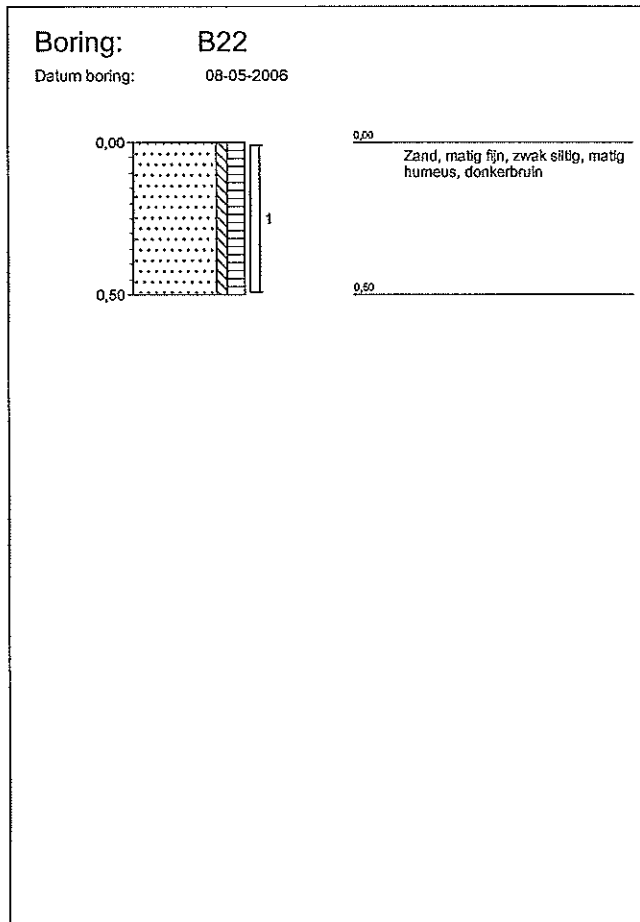 Boring: B22
Datum boring: 08-05-2006
0,00
0,00
Zand, matig fijn, zwak siltig, matig
humeus, donkerbruin
1
0,50
0,50